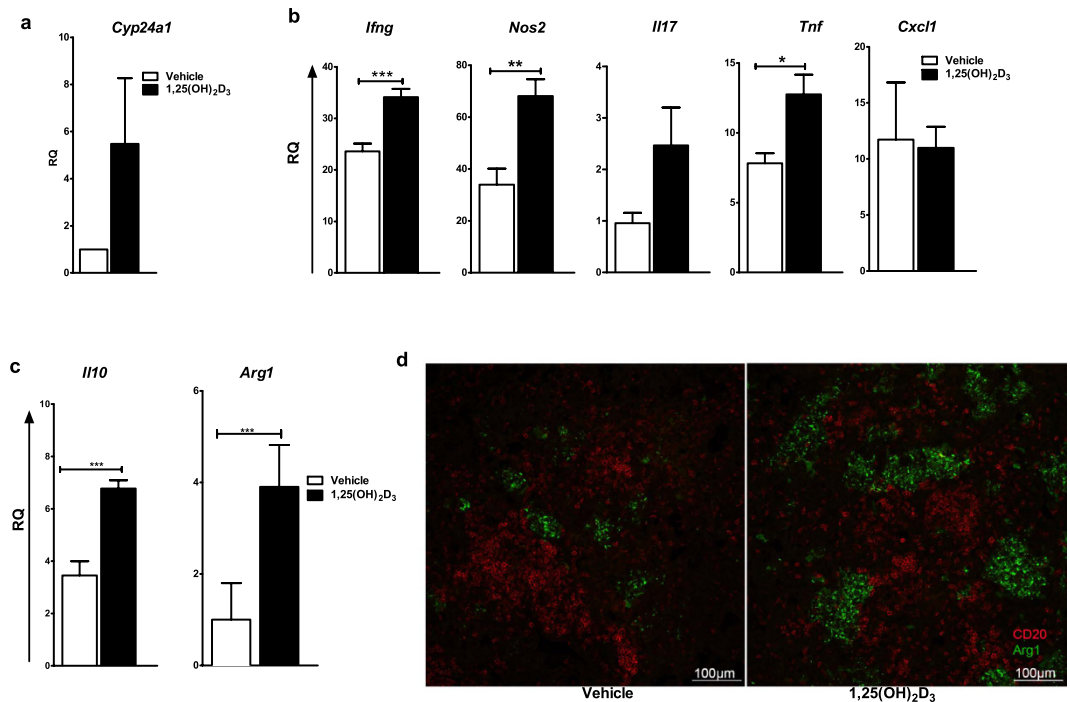 a
Cyp24a1
10
8
6
4
2
0
RQ
Vehicle
1,25(OH)₂D₃
b
Ifng
Nos2
Il17
Tnf
Cxcl1
RQ
40
30
20
10
0
***
80
60
40
20
0
**
4
3
2
1
0
15
10
5
0
*
20
15
10
5
0
Vehicle
1,25(OH)₂D₃
c
Il10
Arg1
RQ
10
8
6
4
2
0
***
6
4
2
0
***
Vehicle
1,25(OH)₂D₃
d
CD20
Arg1
100µm
100µm
Vehicle
1,25(OH)₂D₃